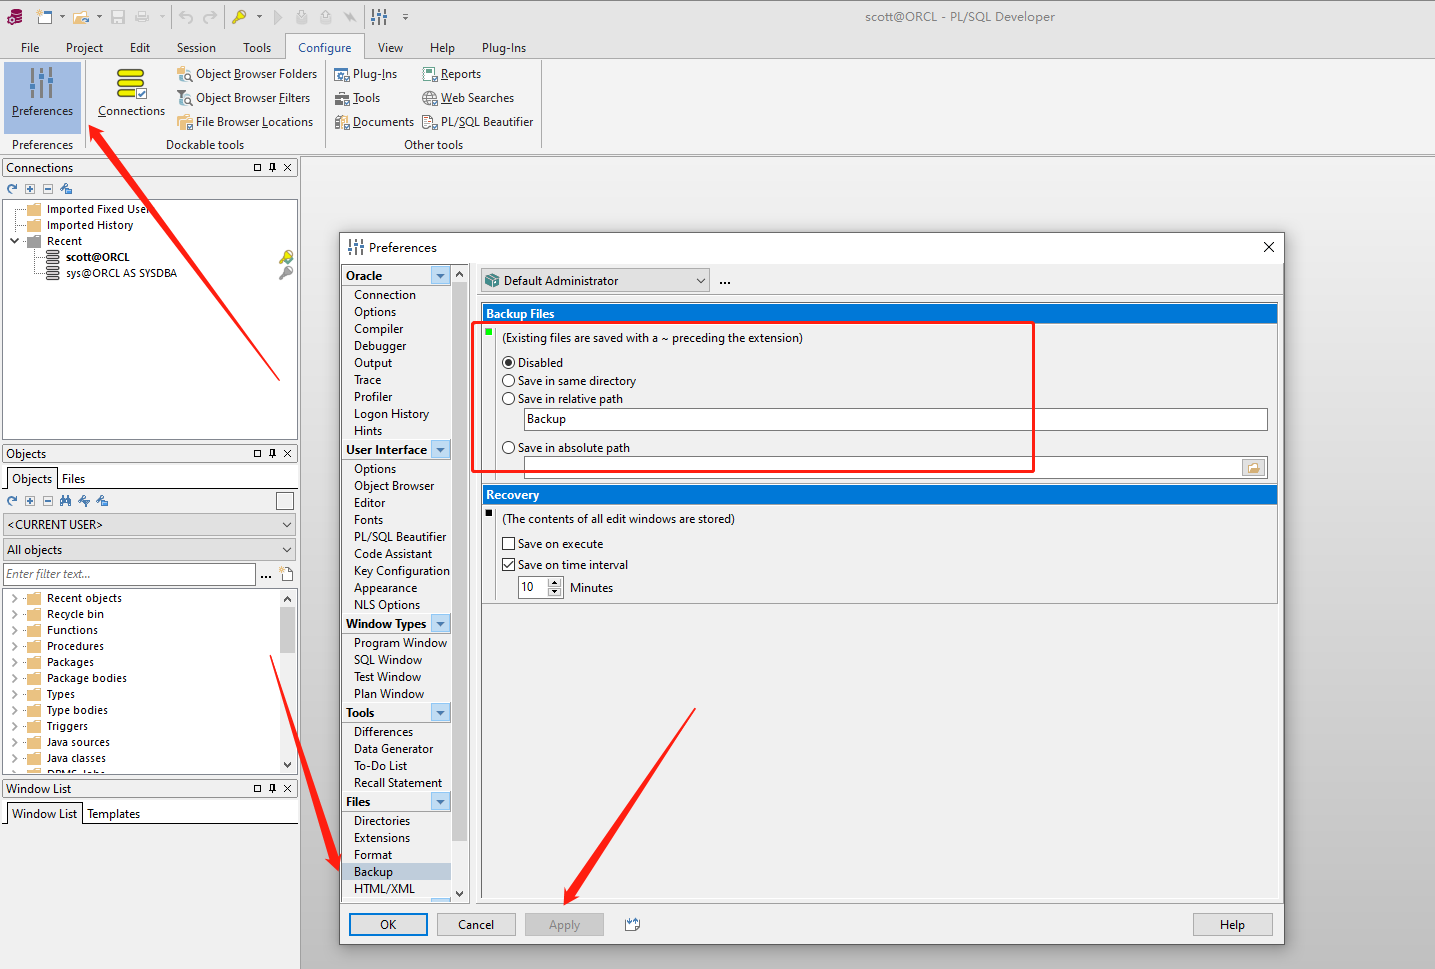 scott@ORCL - PL/SQL Developer
File Project Edit Session Tools Configure View Help Plug-Ins
Preferences
Connections
Object Browser Folders
Object Browser Filters
File Browser Locations
Plug-Ins
Tools
Documents
Reports
Web Searches
PL/SQL Beautifier
Preferences
Dockable tools
Other tools
Connections
Imported Fixed User
Imported History
Recent
scott@ORCL
sys@ORCL AS SYSDBA
Objects
Objects Files
<CURRENT USER>
All objects
Enter filter text...
Recent objects
Recycle bin
Functions
Procedures
Packages
Package bodies
Types
Type bodies
Triggers
Java sources
Java classes
Window List
Window List Templates
Preferences
Oracle
Connection
Options
Compiler
Debugger
Output
Trace
Profiler
Logon History
Hints
User Interface
Options
Object Browser
Editor
Fonts
PL/SQL Beautifier
Code Assistant
Key Configuration
Appearance
NLS Options
Window Types
Program Window
SQL Window
Test Window
Plan Window
Tools
Differences
Data Generator
To-Do List
Recall Statement
Files
Directories
Extensions
Format
Backup
HTML/XML
Default Administrator
...
Backup Files
(Existing files are saved with a ~ preceding the extension)
Disabled
Save in same directory
Save in relative path
Backup
Save in absolute path
Recovery
(The contents of all edit windows are stored)
Save on execute
Save on time interval
10 Minutes
OK Cancel Apply Help